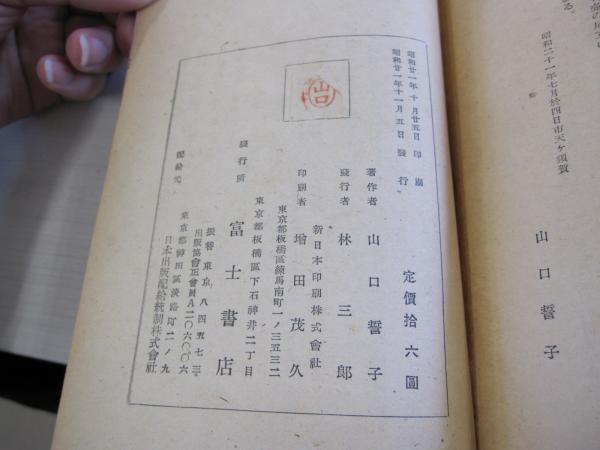 る。
昭和二十一年七月於四日市天ケ須賀
山口誓子
昭和廿一年十月廿五日印刷
昭和廿一年十一月五日發行
定價拾六圓
著作者 山口誓子
發行者 林三郎
新日本印刷株式會社
印刷者 増田茂久
東京都板橋區練馬南町一ノ三五三二
東京都板橋區下石神井二丁目
發行所 富士書店
振替東京八四五七三
出版協會正會員A二〇六〇〇六
東京都神田區淡路町二ノ九
配給元 日本出版配給統制株式會社
山口